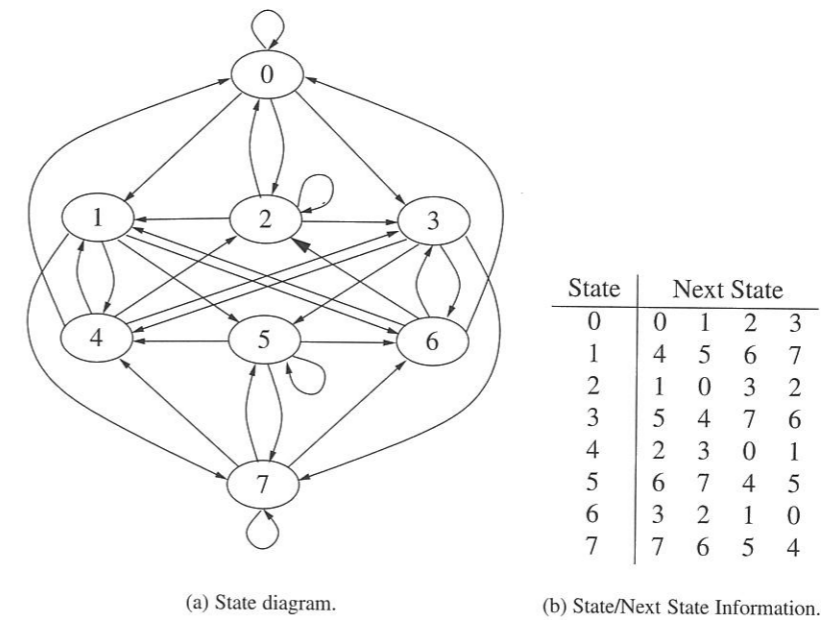 0
1 2 3
4 5 6
7
State Next State
0 0 1 2 3
1 4 5 6 7
2 1 0 3 2
3 5 4 7 6
4 2 3 0 1
5 6 7 4 5
6 3 2 1 0
7 7 6 5 4
(a) State diagram.
(b) State/Next State Information.